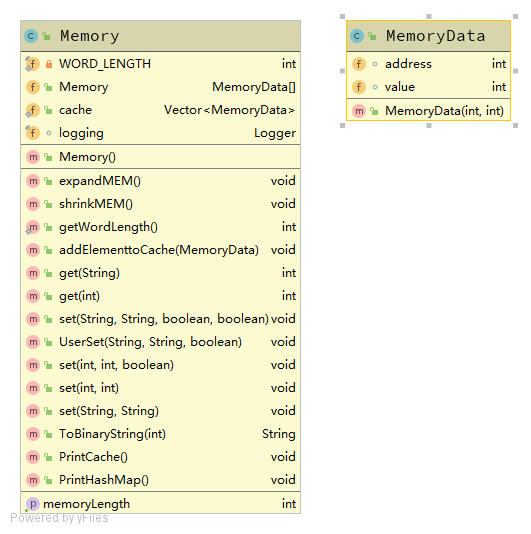 Memory
WORD_LENGTH int
Memory MemoryData[]
cache Vector<MemoryData>
logging Logger
Memory()
expandMEM() void
shrinkMEM() void
getWordLength() int
addElementtoCache(MemoryData) void
get(String) int
get(int) int
set(String, String, boolean, boolean) void
UserSet(String, String, boolean) void
set(int, int, boolean) void
set(int, int) void
set(String, String) void
ToBinaryString(int) String
PrintCache() void
PrintHashMap() void
memoryLength int
Powered by yFiles
MemoryData
address int
value int
MemoryData(int, int)